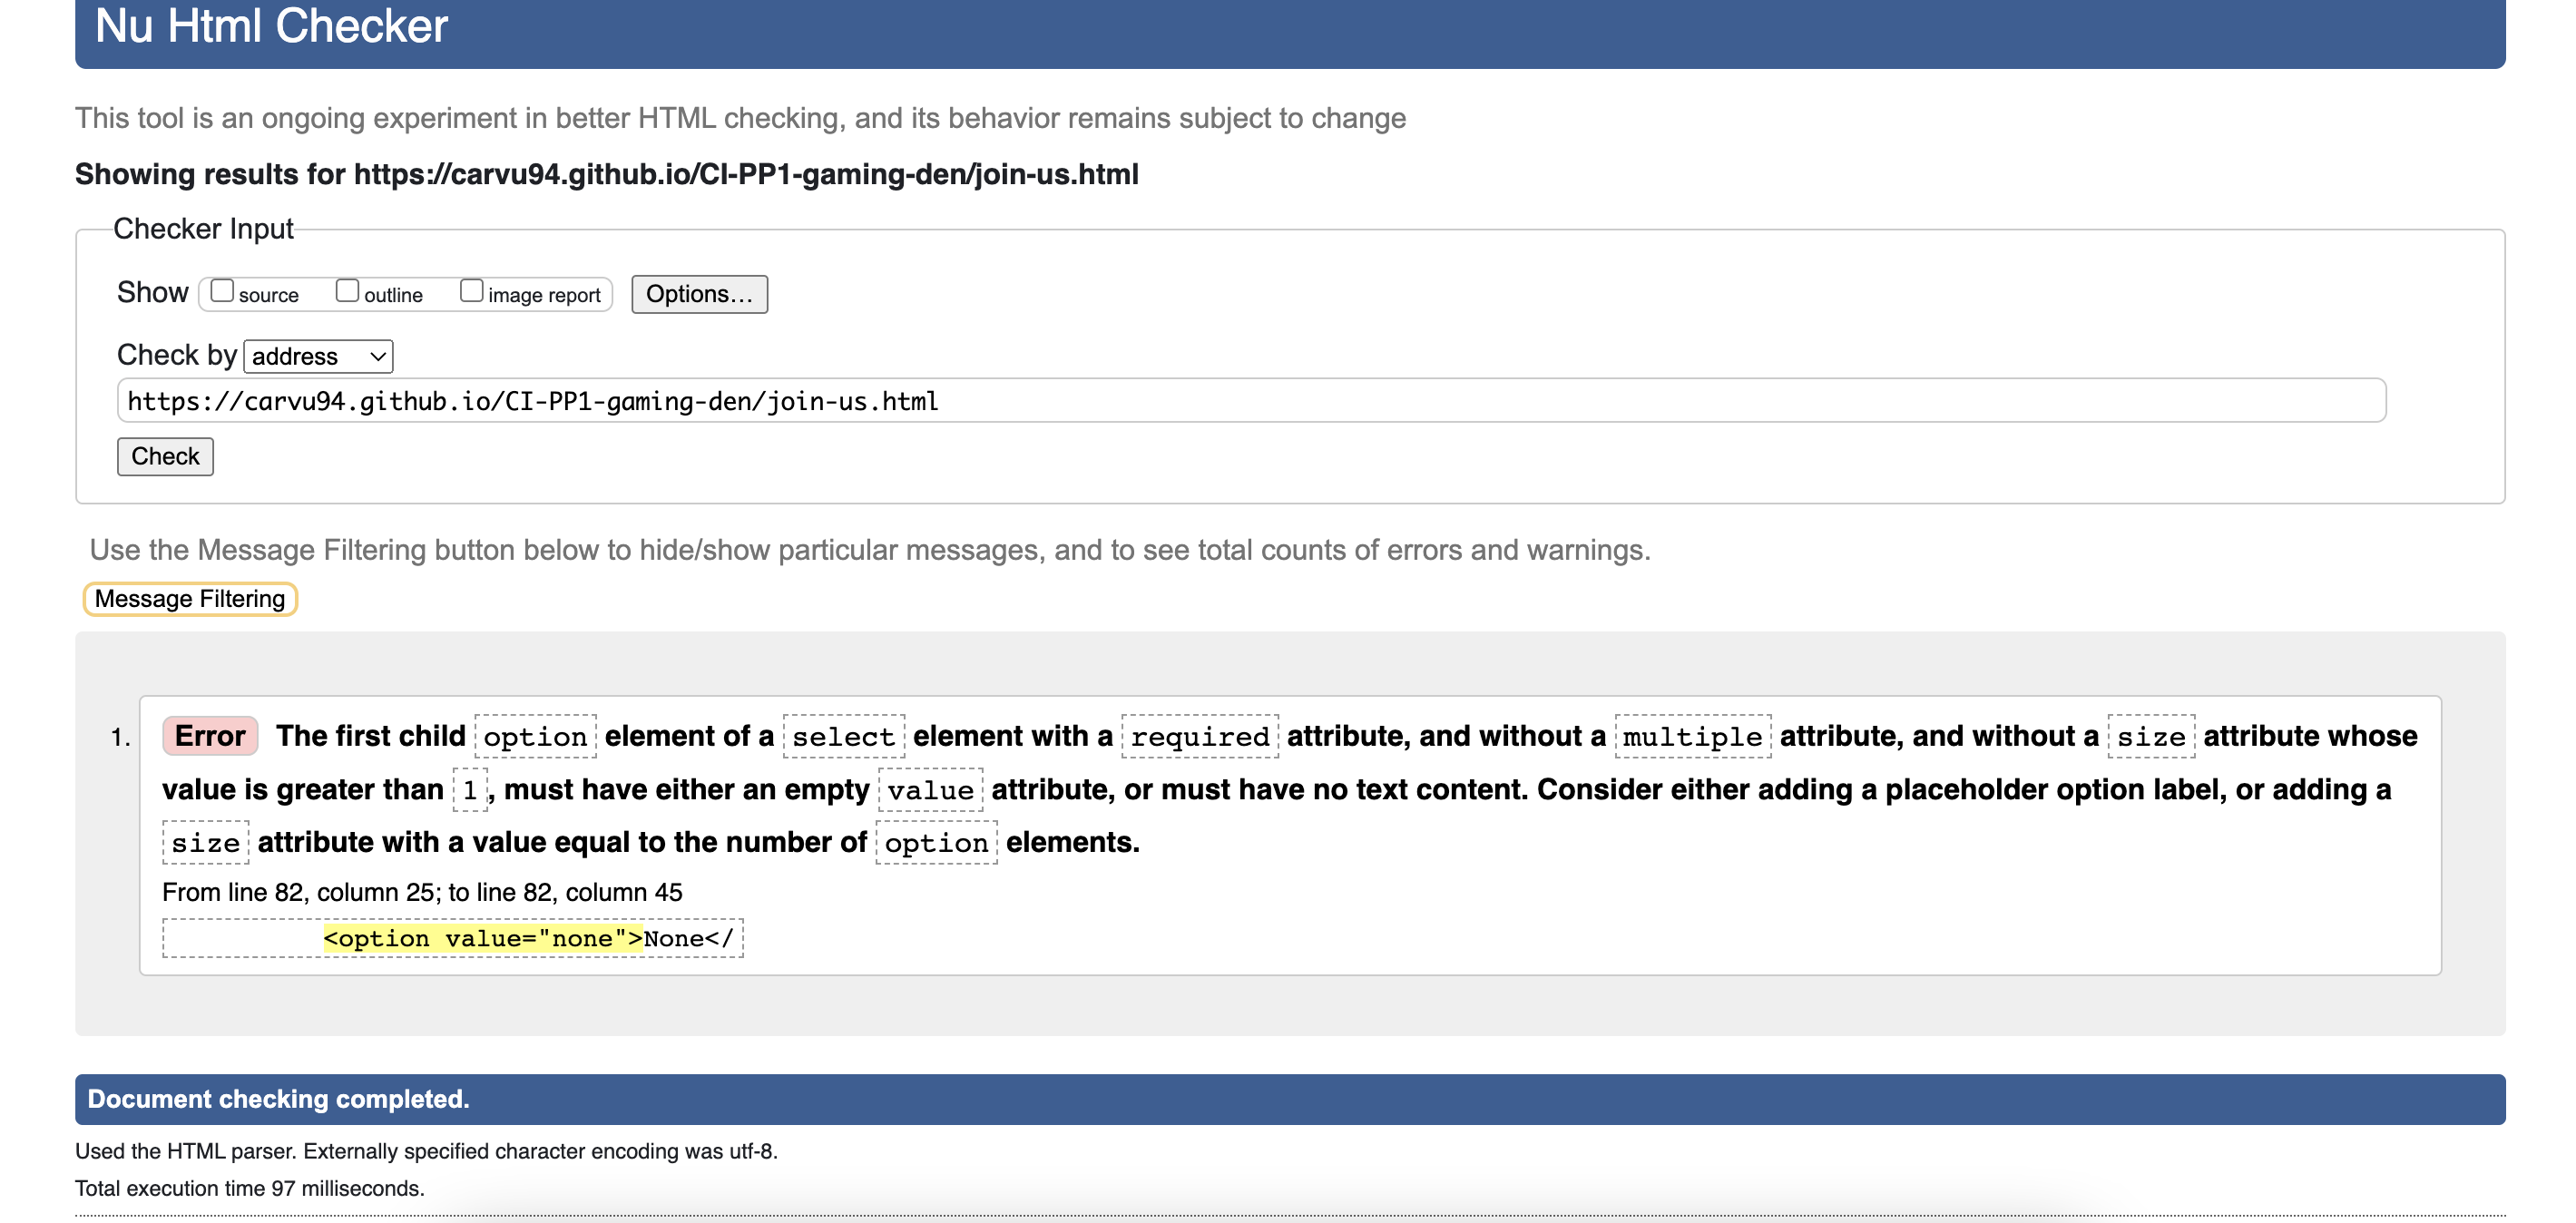 Nu Html Checker
This tool is an ongoing experiment in better HTML checking, and its behavior remains subject to change
Showing results for https://carvu94.github.io/CI-PP1-gaming-den/join-us.html
Checker Input
Show source outline image report Options...
Check by address
https://carvu94.github.io/CI-PP1-gaming-den/join-us.html
Check
Use the Message Filtering button below to hide/show particular messages, and to see total counts of errors and warnings.
Message Filtering
1. Error The first child option element of a select element with a required attribute, and without a multiple attribute, and without a size attribute whose
value is greater than 1, must have either an empty value attribute, or must have no text content. Consider either adding a placeholder option label, or adding a
size attribute with a value equal to the number of option elements.
From line 82, column 25; to line 82, column 45
<option value="none">None</
Document checking completed.
Used the HTML parser. Externally specified character encoding was utf-8.
Total execution time 97 milliseconds.